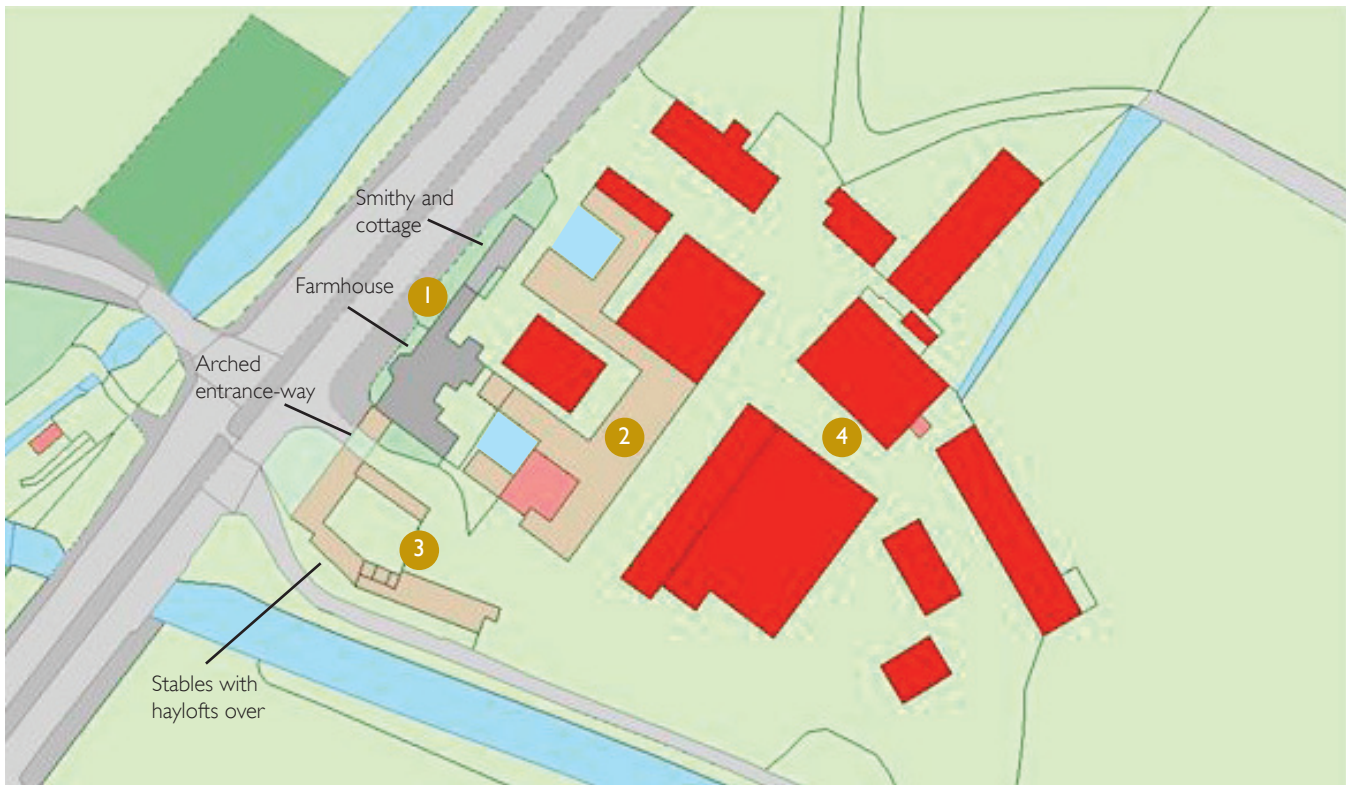 Smithy and
cottage
1
Farmhouse
Arched
entrance-way
2
4
3
Stables with
haylofts over